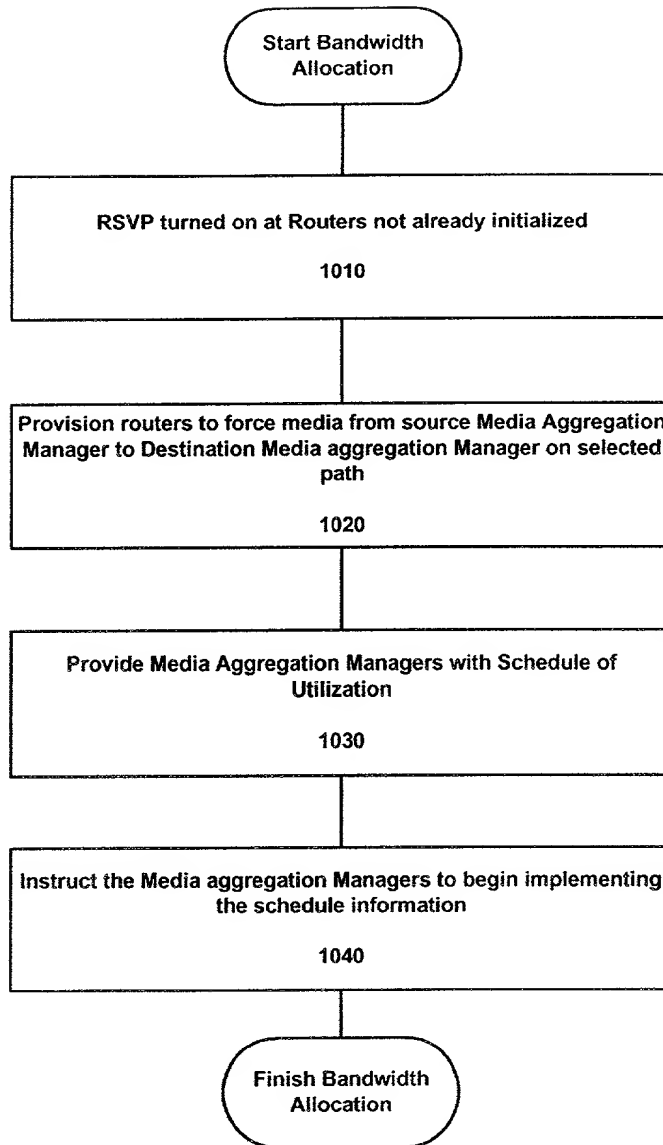 Start Bandwidth
Allocation
RSVP turned on at Routers not already initialized
1010
Provision routers to force media from source Media Aggregation
Manager to Destination Media aggregation Manager on selected
path
1020
Provide Media Aggregation Managers with Schedule of
Utilization
1030
Instruct the Media aggregation Managers to begin implementing
the schedule information
1040
Finish Bandwidth
Allocation